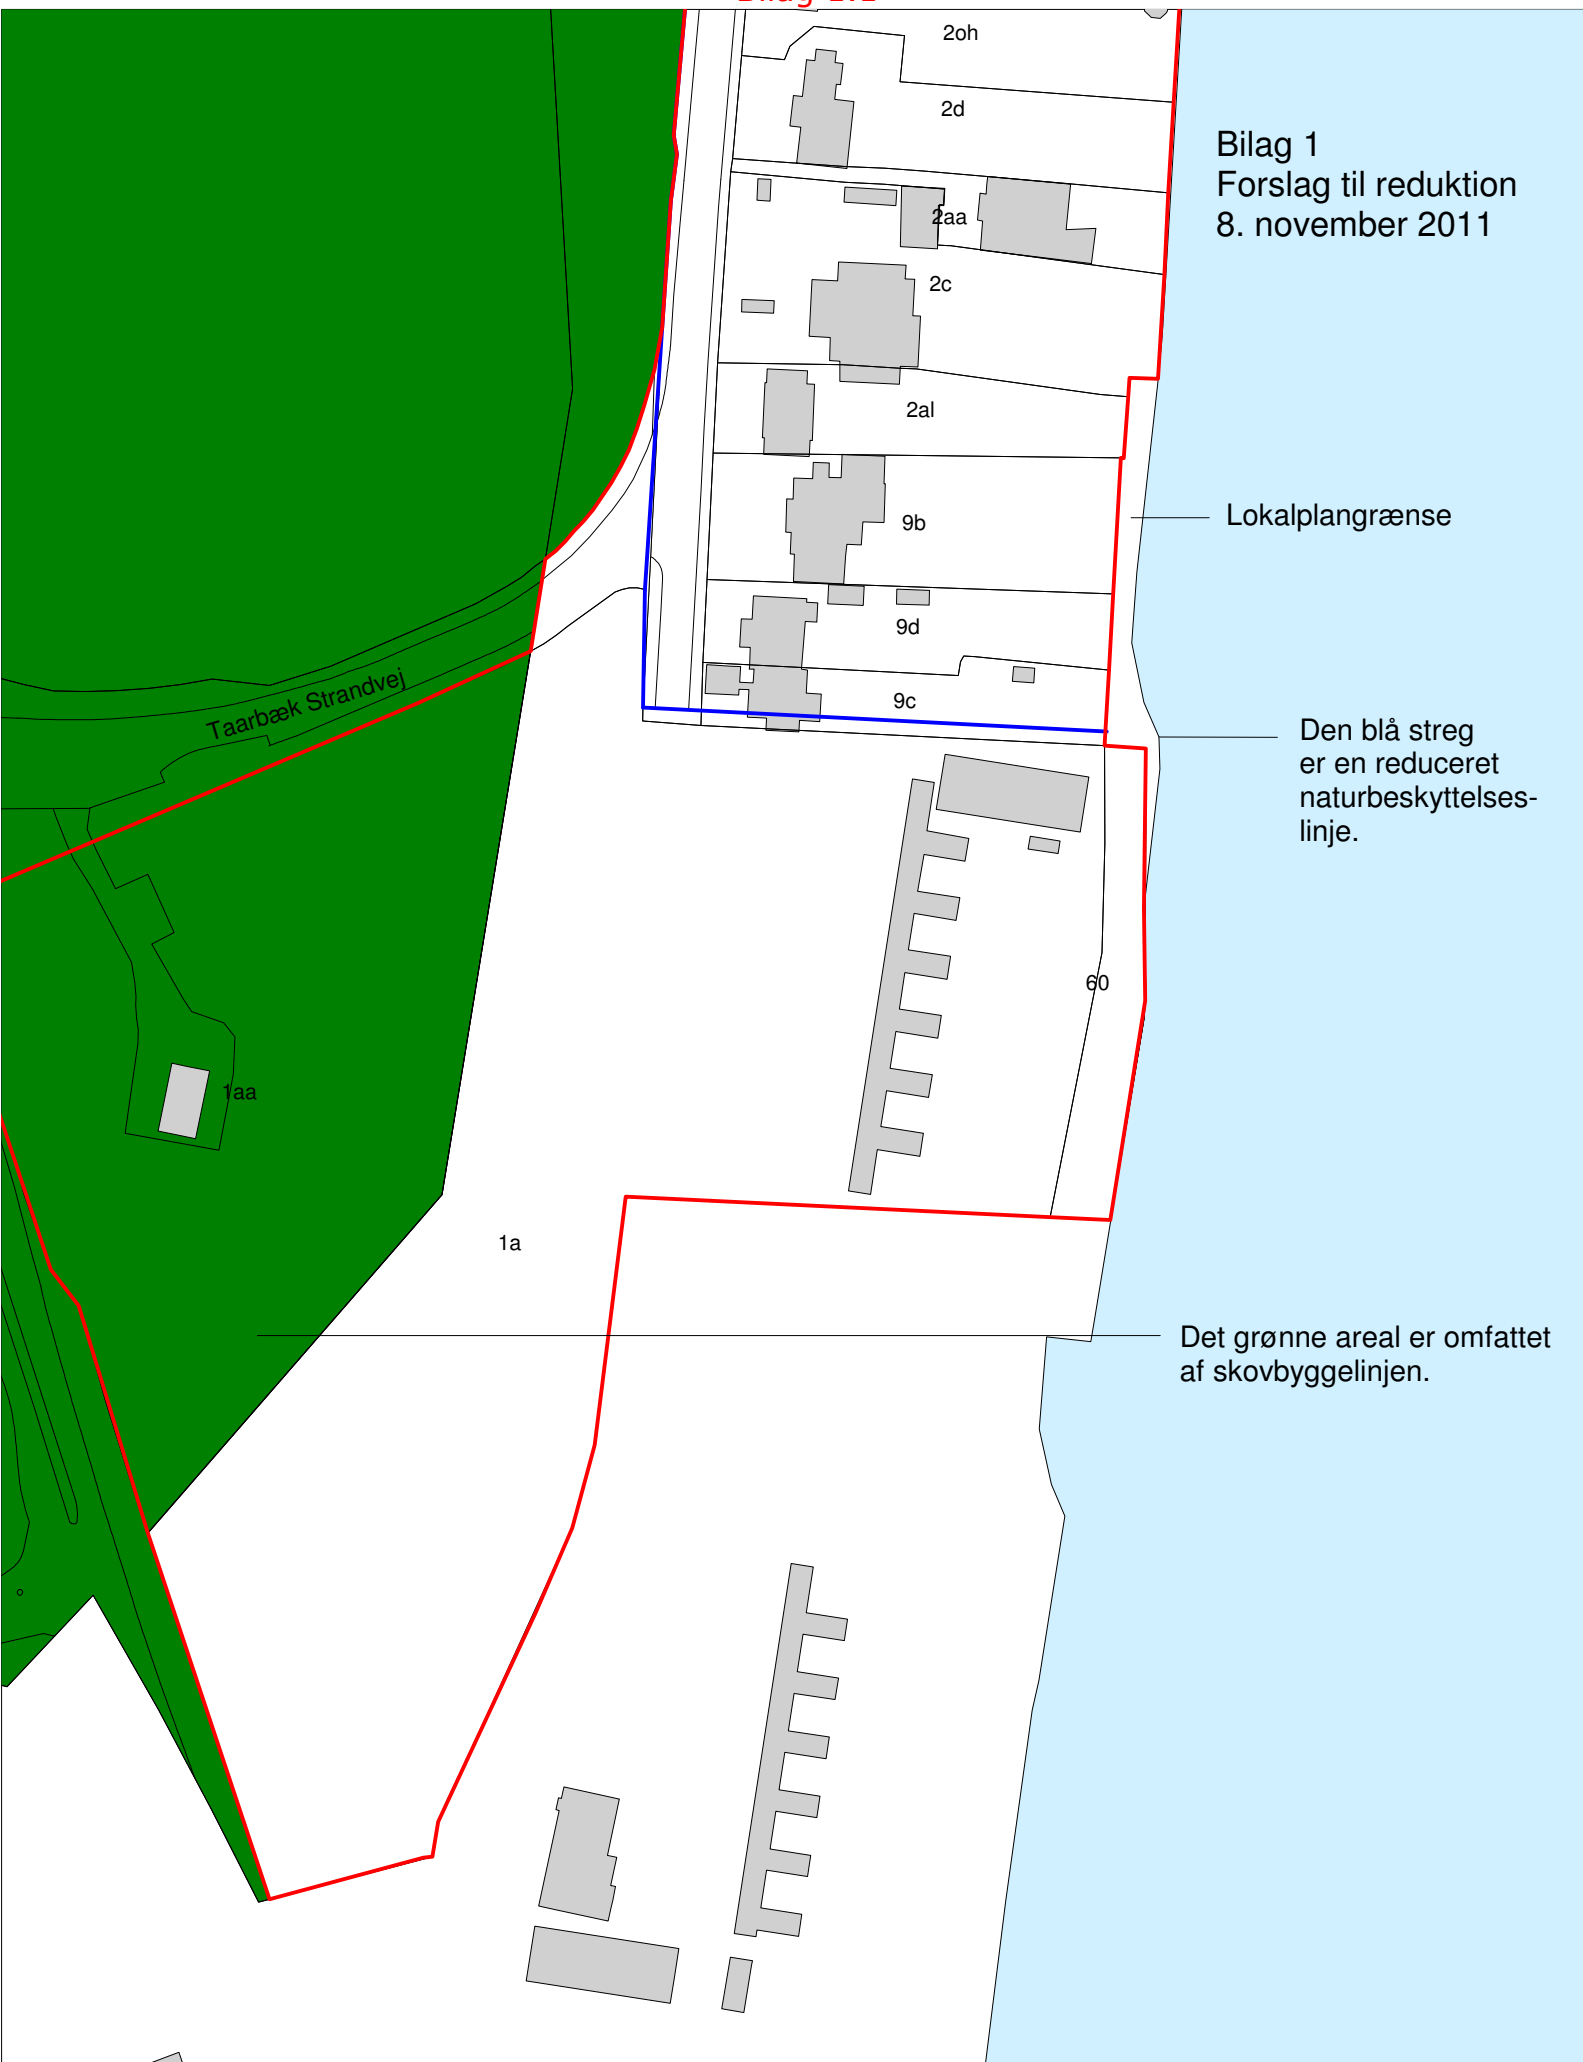 2oh
2d
Bilag 1
Forslag til reduktion
8. november 2011
2aa
2c
2al
9b
Lokalplangrænse
9d
9c
Taarbæk Strandvej
Den blå streg
er en reduceret
naturbeskyttelses-
linje.
60
1aa
1a
Det grønne areal er omfattet
af skovbyggelinjen.